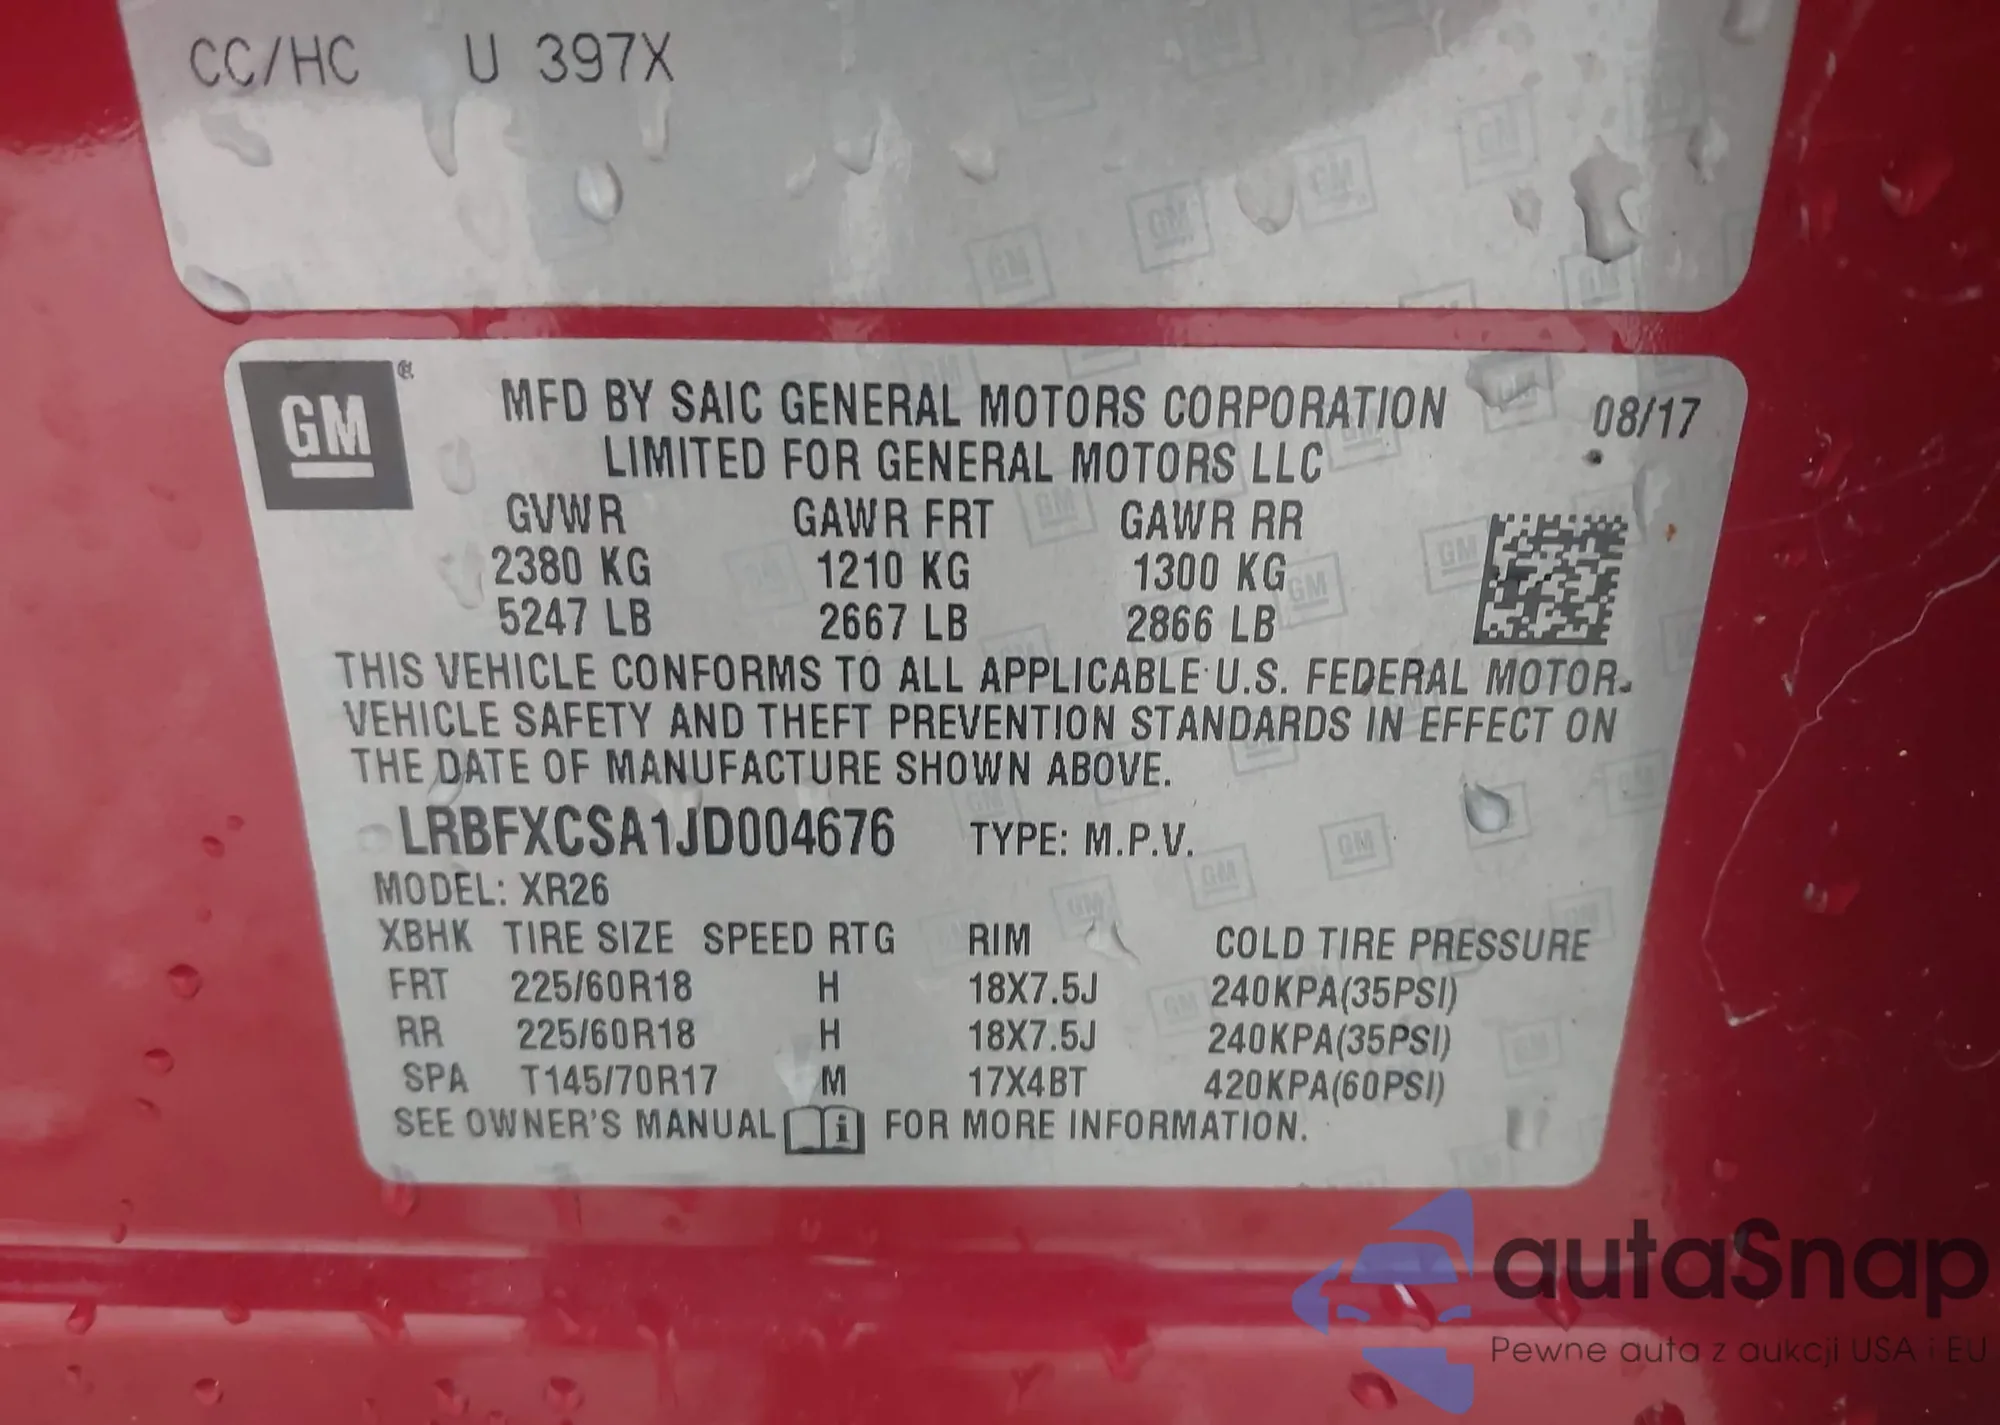 CC/HC U 397X
GM ®
MFD BY SAIC GENERAL MOTORS CORPORATION 08/17
LIMITED FOR GENERAL MOTORS LLC
GVWR GAWR FRT GAWR RR
2380 KG 1210 KG 1300 KG
5247 LB 2667 LB 2866 LB
THIS VEHICLE CONFORMS TO ALL APPLICABLE U.S. FEDERAL MOTOR
VEHICLE SAFETY AND THEFT PREVENTION STANDARDS IN EFFECT ON
THE DATE OF MANUFACTURE SHOWN ABOVE.
LRBFXCSA1JD004676 TYPE: M.P.V.
MODEL: XR26
XBHK TIRE SIZE SPEED RTG RIM COLD TIRE PRESSURE
FRT 225/60R18 H 18X7.5J 240KPA(35PSI)
RR 225/60R18 H 18X7.5J 240KPA(35PSI)
SPA T145/70R17 M 17X4BT 420KPA(60PSI)
SEE OWNER'S MANUAL i FOR MORE INFORMATION.
autaSnap
Pewne auta z aukcji USA i EU